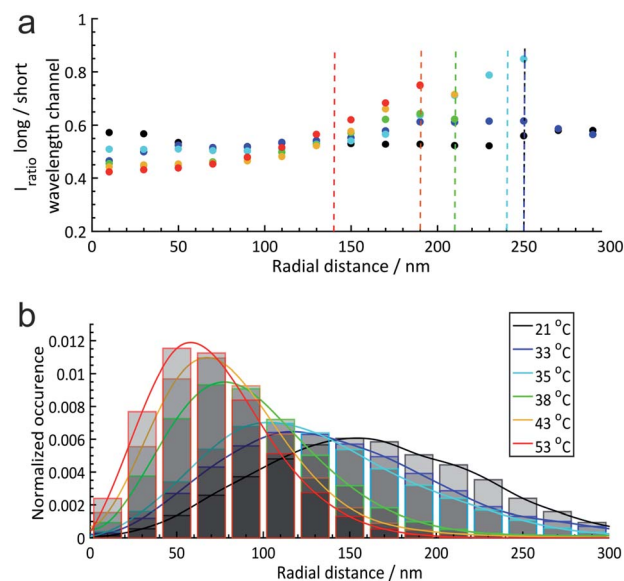 a
I ratio long / short
wavelength channel
1
0.8
0.6
0.4
0.2
0 50 100 150 200 250 300
Radial distance / nm
b
Normalized occurence
0.012
0.010
0.008
0.006
0.004
0.002
0
21 °C
33 °C
35 °C
38 °C
43 °C
53 °C
0 50 100 150 200 250 300
Radial distance / nm